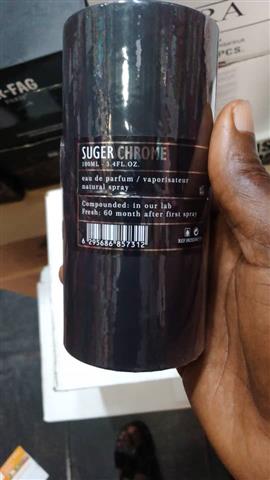 SUGER CHROME
100ML - 3.4FL.OZ.
eau de parfum / vaporisateur
natural spray
Compounded: in our lab
Fresh: 60 month after first spray
6 295686 857312
-FAG
RA
PCS.